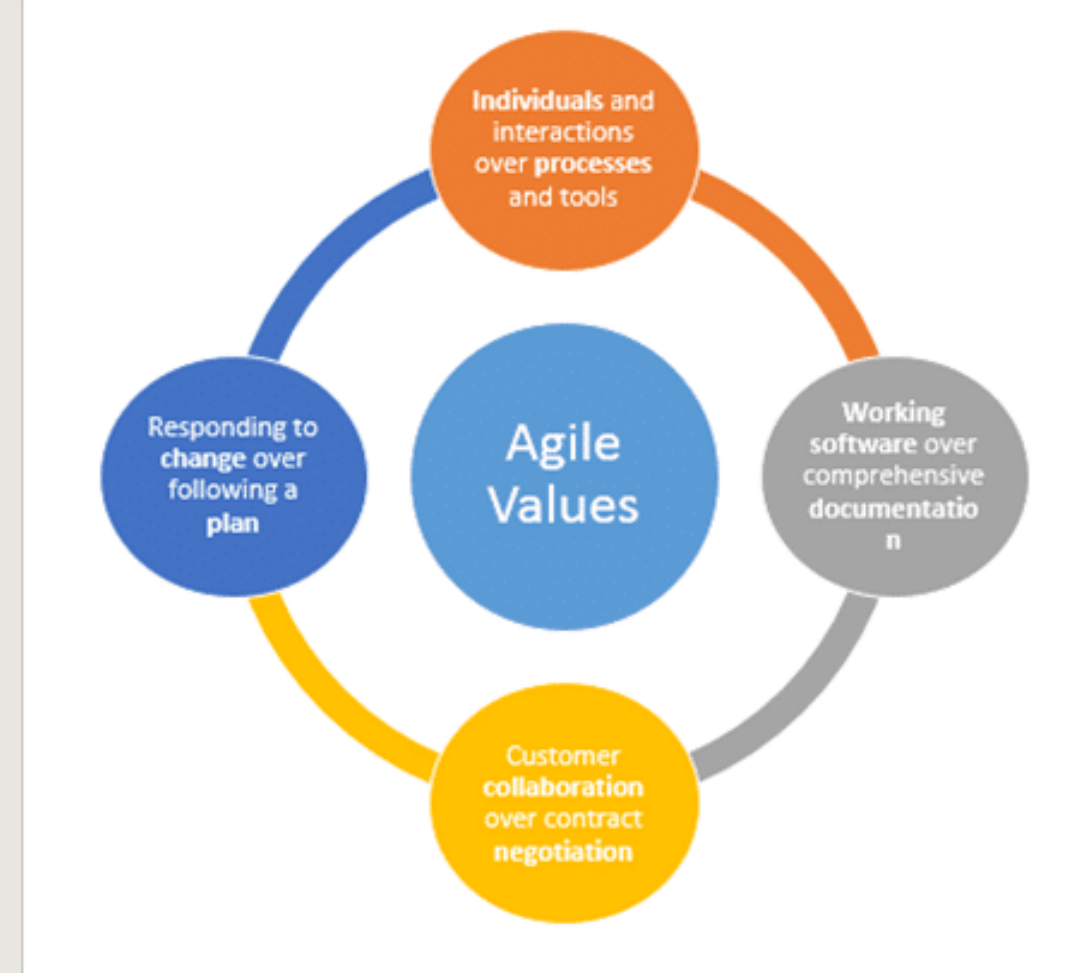 Individuals and
interactions
over processes
and tools
Working
software over
comprehensive
documentatio
n
Customer
collaboration
over contract
negotiation
Responding to
change over
following a
plan
Agile
Values